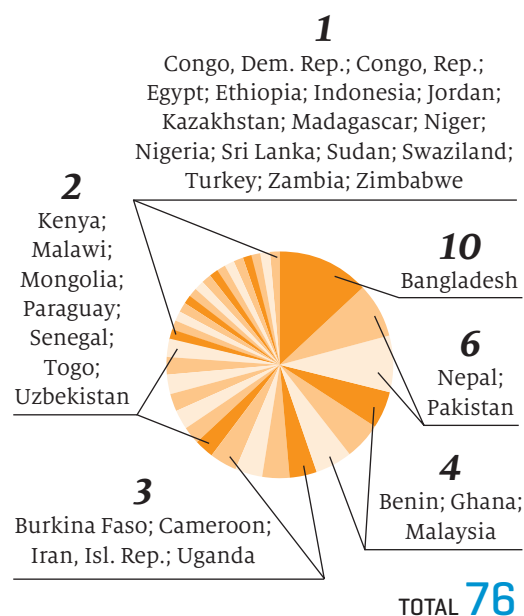 1
Congo, Dem. Rep.; Congo, Rep.;
Egypt; Ethiopia; Indonesia; Jordan;
Kazakhstan; Madagascar; Niger;
Nigeria; Sri Lanka; Sudan; Swaziland;
Turkey; Zambia; Zimbabwe
2
Kenya;
Malawi;
Mongolia;
Paraguay;
Senegal;
Togo;
Uzbekistan
10
Bangladesh
6
Nepal;
Pakistan
4
Benin; Ghana;
Malaysia
3
Burkina Faso; Cameroon;
Iran, Isl. Rep.; Uganda
TOTAL 76